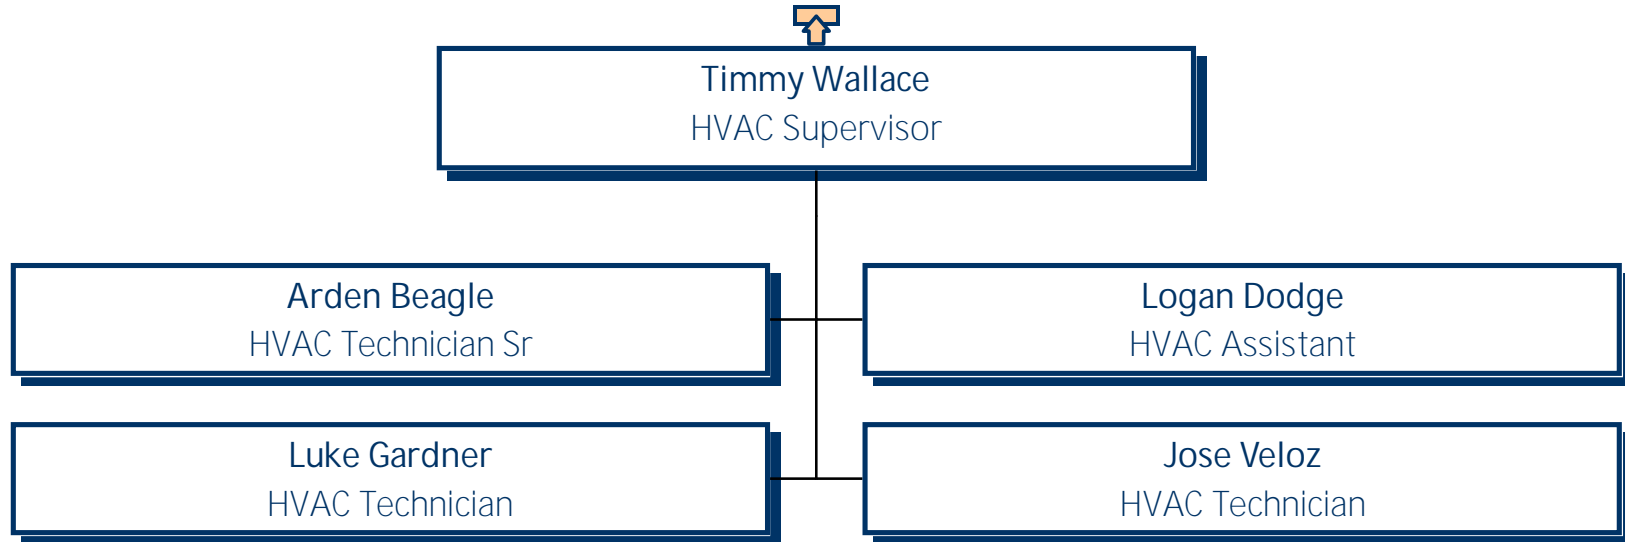 Timmy Wallace
HVAC Supervisor
Arden Beagle
HVAC Technician Sr
Logan Dodge
HVAC Assistant
Luke Gardner
HVAC Technician
Jose Veloz
HVAC Technician